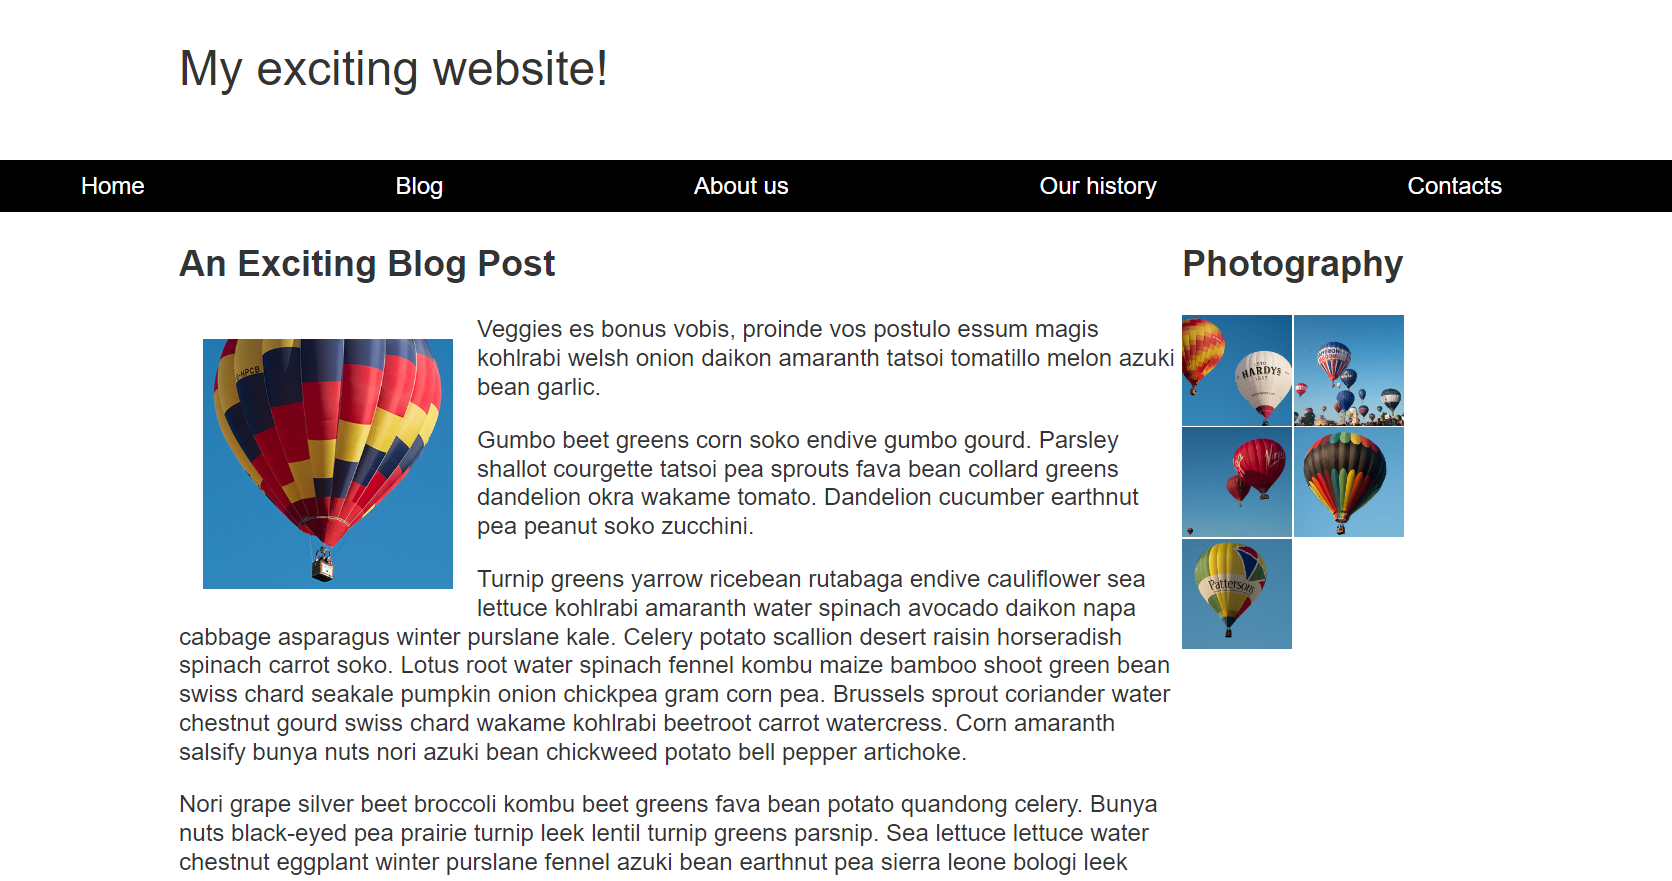 My exciting website!
Home Blog About us Our history Contacts
An Exciting Blog Post
G-HPCB
Veggies es bonus vobis, proinde vos postulo essum magis
kohlrabi welsh onion daikon amaranth tatsoi tomatillo melon azuki
bean garlic.
Gumbo beet greens corn soko endive gumbo gourd. Parsley
shallot courgette tatsoi pea sprouts fava bean collard greens
dandelion okra wakame tomato. Dandelion cucumber earthnut
pea peanut soko zucchini.
Turnip greens yarrow ricebean rutabaga endive cauliflower sea
lettuce kohlrabi amaranth water spinach avocado daikon napa
cabbage asparagus winter purslane kale. Celery potato scallion desert raisin horseradish
spinach carrot soko. Lotus root water spinach fennel kombu maize bamboo shoot green bean
swiss chard seakale pumpkin onion chickpea gram corn pea. Brussels sprout coriander water
chestnut gourd swiss chard wakame kohlrabi beetroot carrot watercress. Corn amaranth
salsify bunya nuts nori azuki bean chickweed potato bell pepper artichoke.
Nori grape silver beet broccoli kombu beet greens fava bean potato quandong celery. Bunya
nuts black-eyed pea prairie turnip leek lentil turnip greens parsnip. Sea lettuce lettuce water
chestnut eggplant winter purslane fennel azuki bean earthnut pea sierra leone bologi leek
Photography
HARDYS
Virgin
Pattersons